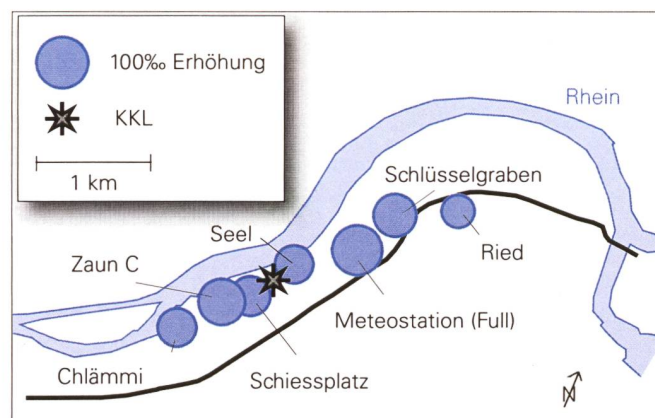 100‰ Erhöhung
KKL
1 km
Rhein
Schlüsselgraben
Seel
Zaun C
Ried
Meteostation (Full)
Chlämmi
Schiessplatz
N